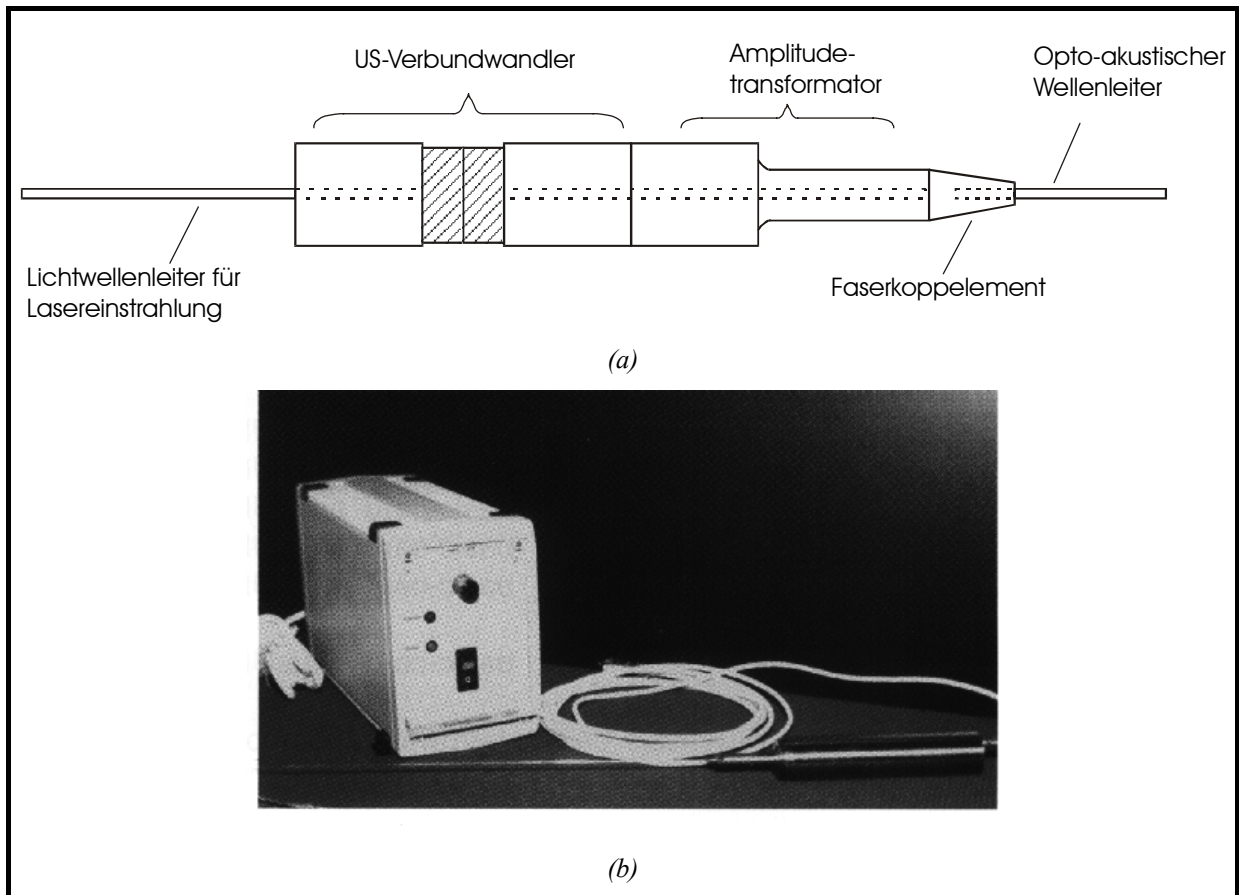 US-Verbundwandler
Amplitude-
transformator
Opto-akustischer
Wellenleiter
Lichtwellenleiter für
Lasereinstrahlung
Faserkoppelement
(a)
(b)